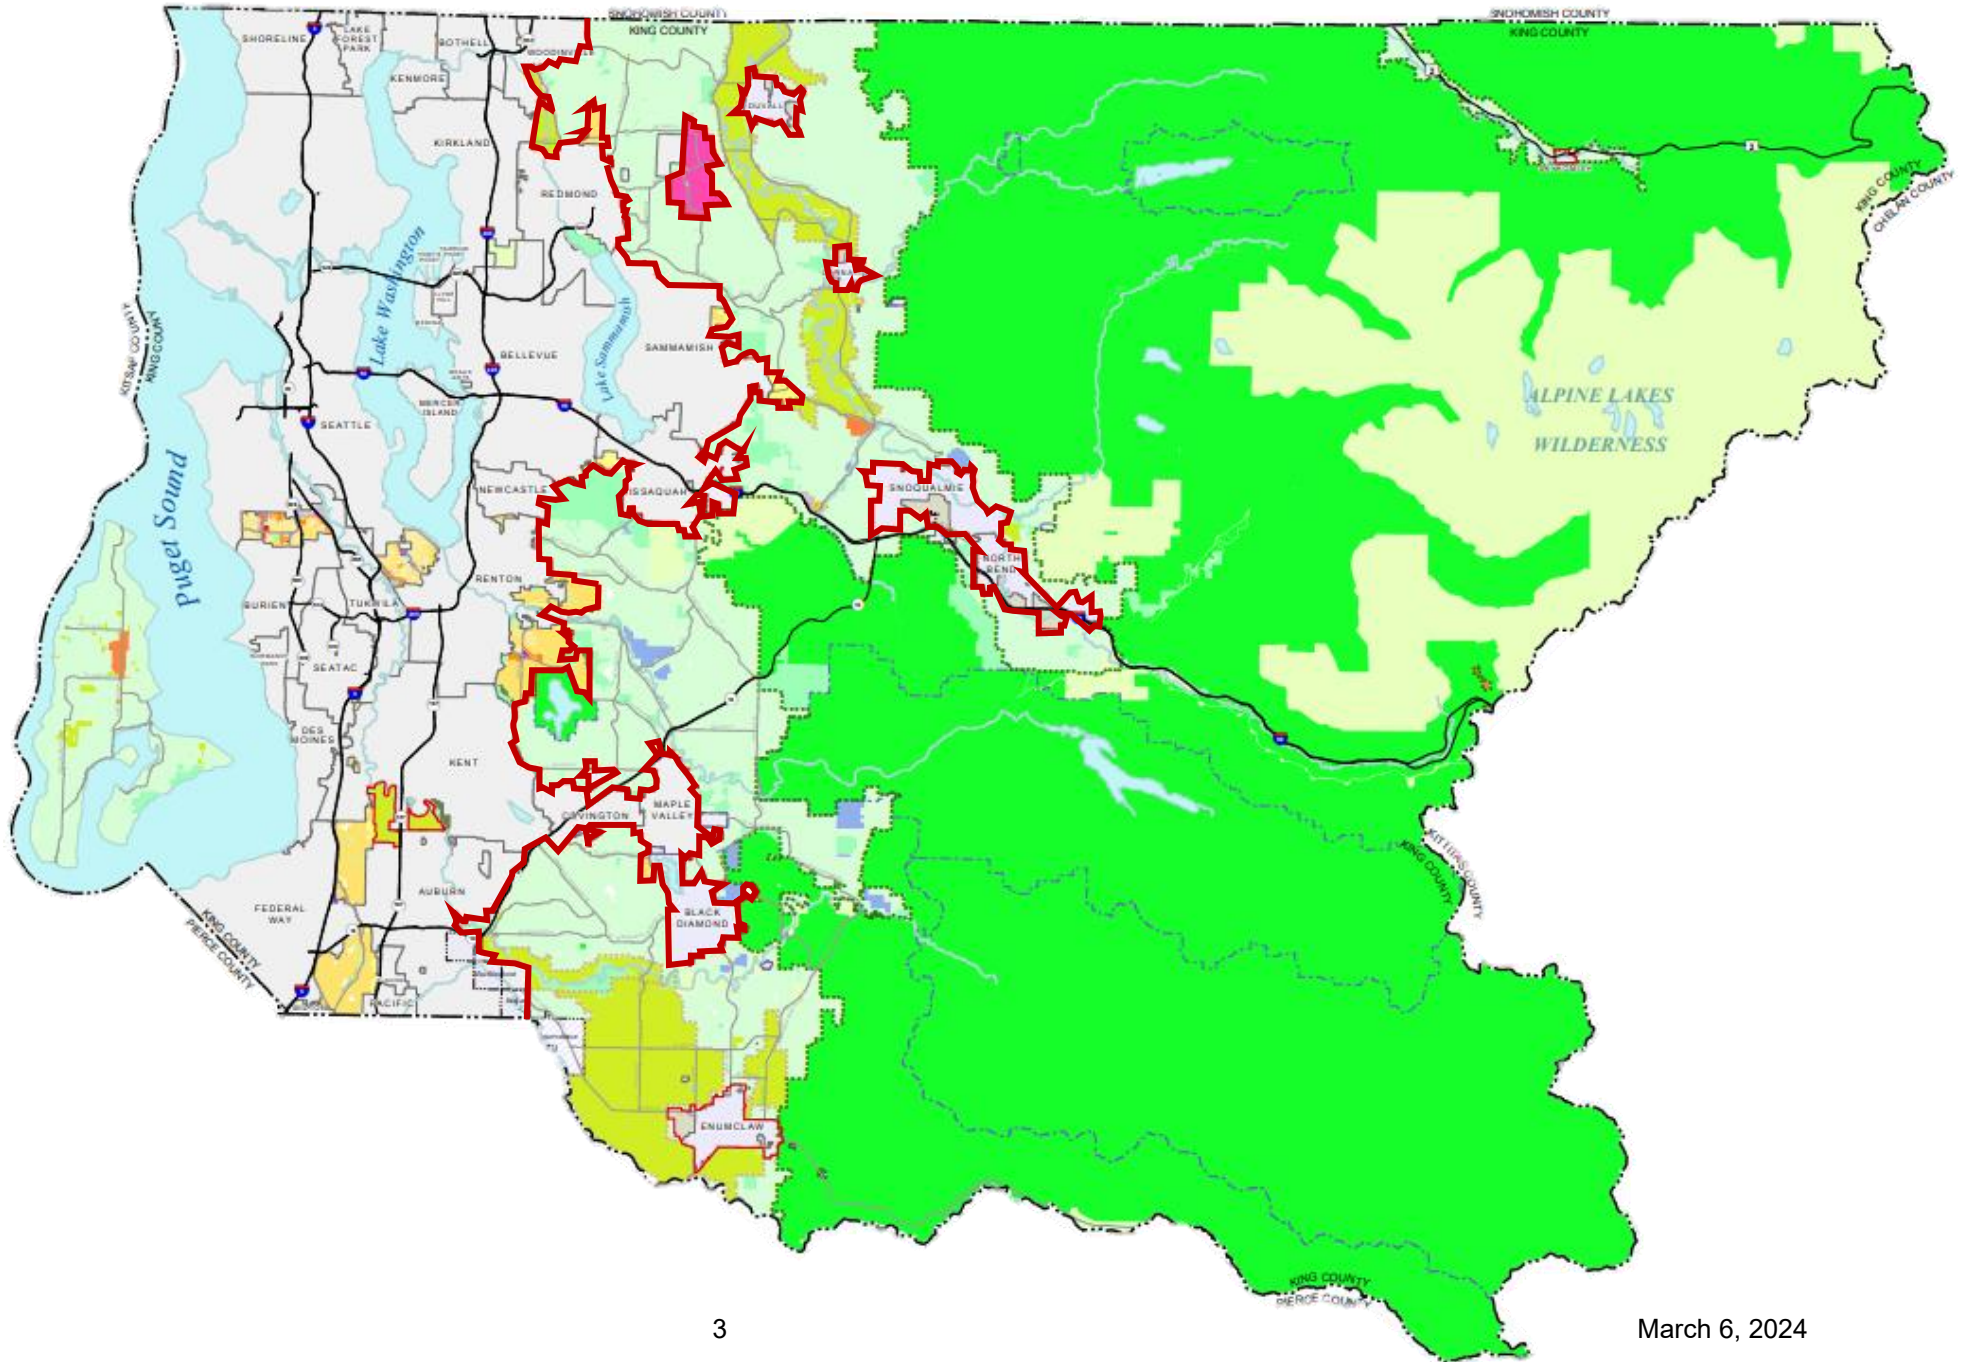 SNOHOMISH COUNTY
KING COUNTY
SNOHOMISH COUNTY
KING COUNTY
SHORELINE
LAKE
FOREST
PARK
BOTHELL
WOODINVILLE
KENMORE
DUVALL
KIRKLAND
REDMOND
KING COUNTY
CHELAN COUNTY
Lake Washington
KITSAP COUNTY
KING COUNTY
Lake Sammamish
SAMMAMISH
BELLEVUE
MERCER
ISLAND
SEATTLE
ALPINE LAKES
WILDERNESS
Puget Sound
NEWCASTLE
ISSAQUAH
SNOQUALMIE
NORTH
BEND
RENTON
BURIEN
TUKWILA
SEATAC
DES
MOINES
KENT
COVINGTON
MAPLE
VALLEY
KITTITAS COUNTY
KING COUNTY
AUBURN
FEDERAL
WAY
BLACK
DIAMOND
KING COUNTY
PIERCE COUNTY
PACIFIC
ENUMCLAW
KING COUNTY
PIERCE COUNTY
3
March 6, 2024